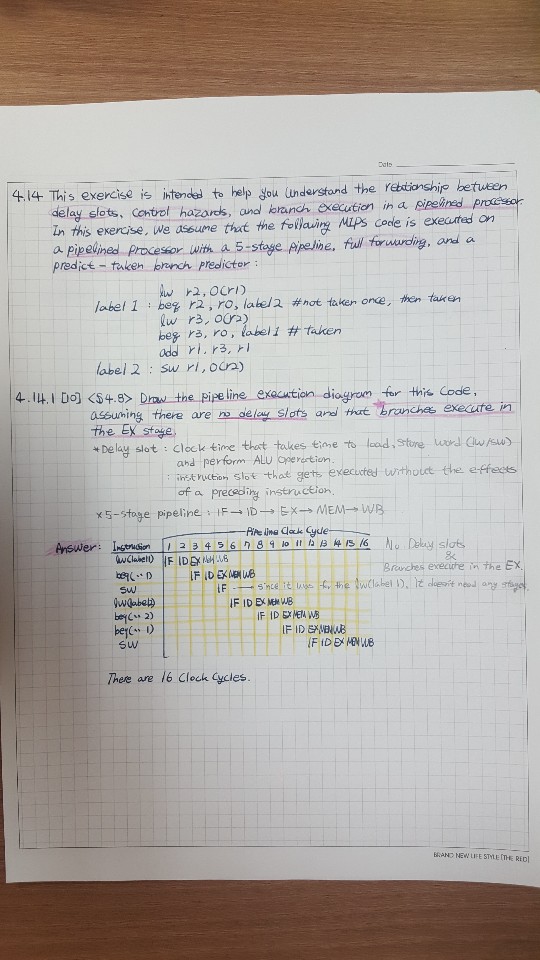 Date
4.14 This exercise is intended to help you understand the relationship between
delay slots, control hazards, and branch execution in a pipelined processor.
In this exercise, we assume that the following MIPS code is executed on
a pipelined processor with a 5-stage pipeline, full forwarding, and a
predict-taken branch predictor :
lw r2, 0(r1)
label 1 : beq r2, r0, label2 #not taken once, then taken
lw r3, 0(r2)
beq r3, r0, label1 # taken
add r1, r3, r1
label 2 : sw r1, 0(r2)
4.14.1 [10] <$4.8> Draw the pipeline execution diagram for this code,
assuming there are no delay slots and that branches execute in
the EX stage.
*Delay slot : Clock time that takes time to load, store word (lw/sw)
and perform ALU operation.
: instruction slot that gets executed without the effects
of a preceding instruction.
*5-stage pipeline : IF → ID → EX → MEM → WB
Pipeline Clock Cycle
Answer: Instruction 1 2 3 4 5 6 7 8 9 10 11 12 13 14 15 16
lw(label1) IF ID EX MEM WB
beq(·· 1) IF ID EX MEM WB
SW IF since it was the lw(label 1), it doesn't need any stages
lw(label2) IF ID EX MEM WB
beq(·· 2) IF ID EX MEM WB
beq(·· 1) IF ID EX MEM WB
SW IF ID EX MEM WB
No Delay slots
&
Branches execute in the EX.
There are 16 Clock Cycles.
BRAND NEW LIFE STYLE [THE RED]